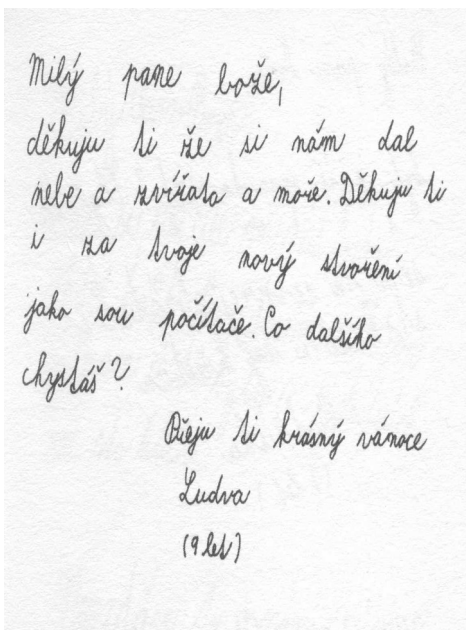 Milý pane bože,
děkuju ti že si nám dal
nebe a zvířata a moře. Děkuju ti
i za tvoje nový stvoření
jako sou počítače. Co dalšího
chystáš?
Přeju ti krásný vánoce
Ludva
(9 let)